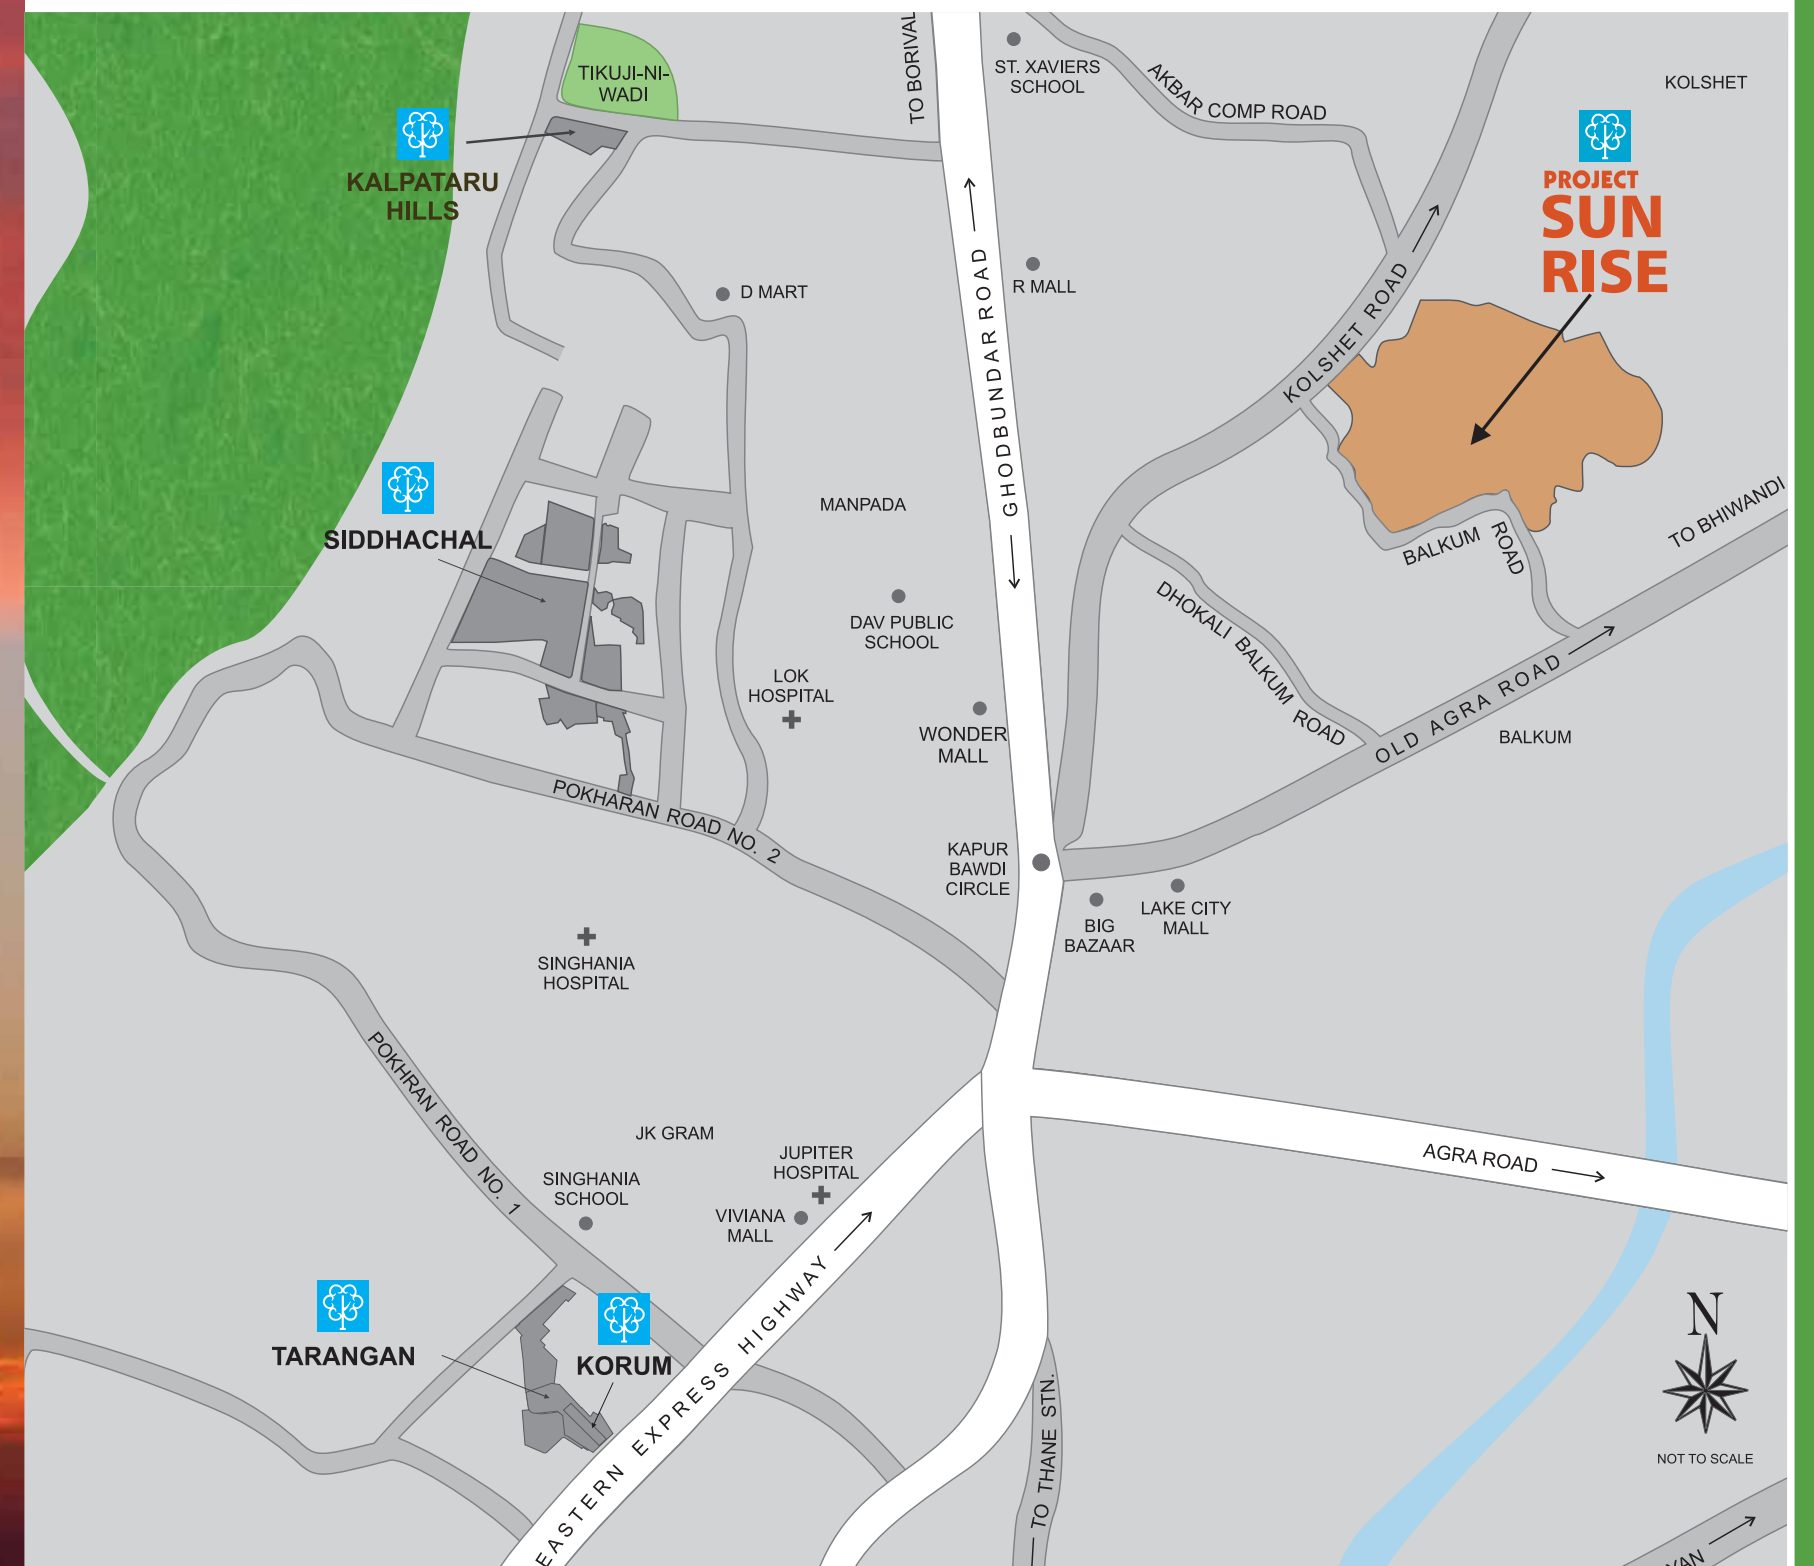 TO BORIVAL
ST. XAVIERS
SCHOOL
AKBAR COMP ROAD
KOLSHET
TIKUJI-NI-
WADI
KALPATARU
HILLS
PROJECT
SUN
RISE
D MART
R MALL
GHODBUNDAR ROAD
KOLSHET ROAD
SIDDHACHAL
MANPADA
BALKUM ROAD
TO BHIWANDI
DAV PUBLIC
SCHOOL
DHOKALI BALKUM ROAD
LOK
HOSPITAL
WONDER
MALL
OLD AGRA ROAD
BALKUM
POKHARAN ROAD NO. 2
KAPUR
BAWDI
CIRCLE
BIG
BAZAAR
LAKE CITY
MALL
SINGHANIA
HOSPITAL
POKHRAN ROAD NO. 1
JK GRAM
JUPITER
HOSPITAL
SINGHANIA
SCHOOL
VIVIANA
MALL
AGRA ROAD
EASTERN EXPRESS HIGHWAY
TARANGAN
KORUM
TO THANE STN.
N
NOT TO SCALE
YAN